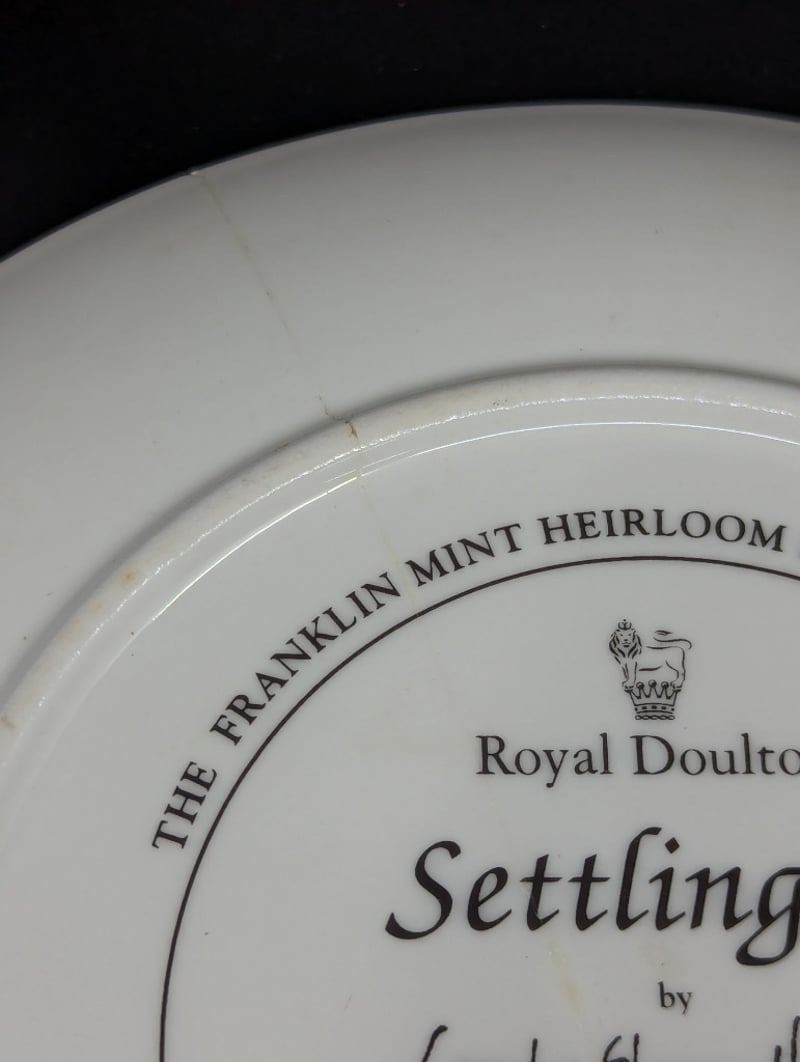 THE FRANKLIN MINT HEIRLOOM
Royal Doulto
Settling
by